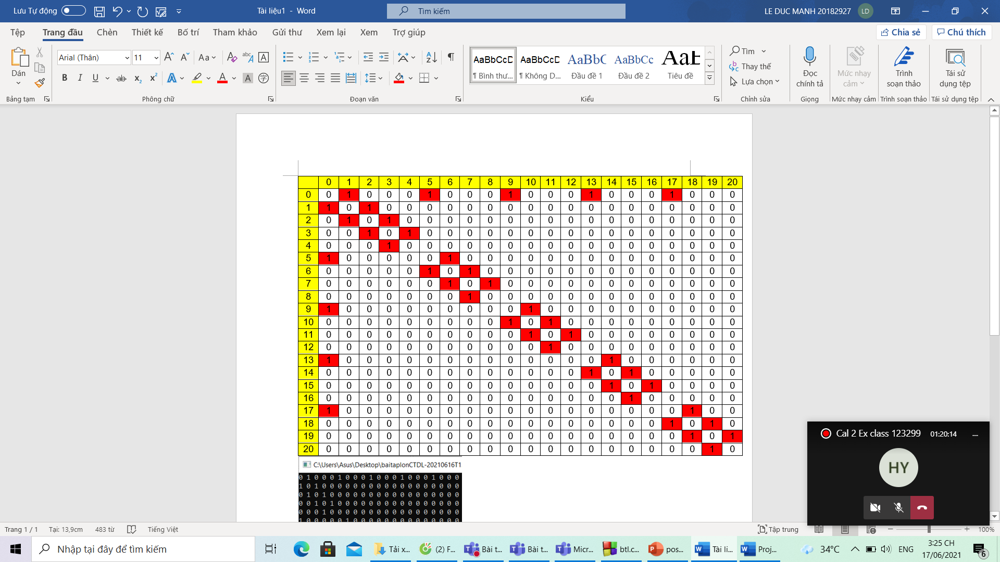 Lưu Tự động
Tài liệu1 - Word
Tìm kiếm
LE DUC MANH 20182927
LD
Tệp Trang đầu Chèn Thiết kế Bố trí Tham khảo Gửi thư Xem lại Xem Trợ giúp
Chia sẻ
Chú thích
Dán
Bảng tạm
Arial (Thân) 11
Phông chữ
Đoạn văn
AaBbCcD AaBbCcD AaBbC AaBbCc AaB
¶ Bình thư... ¶ Không D... Đầu đề 1 Đầu đề 2 Tiêu đề
Kiểu
Tìm
Thay thế
Lựa chọn
Chỉnh sửa
Đọc chính tả
Giọng
Mức nhạy cảm
Mức nhạy cảm
Trình soạn thảo
Trình soạn thảo
Tái sử dụng tệp
Tái sử dụng tệp
0 1 2 3 4 5 6 7 8 9 10 11 12 13 14 15 16 17 18 19 20
0 0 1 0 0 0 1 0 0 0 1 0 0 0 1 0 0 0 1 0 0 0
1 1 0 1 0 0 0 0 0 0 0 0 0 0 0 0 0 0 0 0 0 0
2 0 1 0 1 0 0 0 0 0 0 0 0 0 0 0 0 0 0 0 0 0
3 0 0 1 0 1 0 0 0 0 0 0 0 0 0 0 0 0 0 0 0 0
4 0 0 0 1 0 0 0 0 0 0 0 0 0 0 0 0 0 0 0 0 0
5 1 0 0 0 0 0 1 0 0 0 0 0 0 0 0 0 0 0 0 0 0
6 0 0 0 0 0 1 0 1 0 0 0 0 0 0 0 0 0 0 0 0 0
7 0 0 0 0 0 0 1 0 1 0 0 0 0 0 0 0 0 0 0 0 0
8 0 0 0 0 0 0 0 1 0 0 0 0 0 0 0 0 0 0 0 0 0
9 1 0 0 0 0 0 0 0 0 0 1 0 0 0 0 0 0 0 0 0 0
10 0 0 0 0 0 0 0 0 0 1 0 1 0 0 0 0 0 0 0 0 0
11 0 0 0 0 0 0 0 0 0 0 1 0 1 0 0 0 0 0 0 0 0
12 0 0 0 0 0 0 0 0 0 0 0 1 0 0 0 0 0 0 0 0 0
13 1 0 0 0 0 0 0 0 0 0 0 0 0 0 1 0 0 0 0 0 0
14 0 0 0 0 0 0 0 0 0 0 0 0 0 1 0 1 0 0 0 0 0
15 0 0 0 0 0 0 0 0 0 0 0 0 0 0 1 0 1 0 0 0 0
16 0 0 0 0 0 0 0 0 0 0 0 0 0 0 0 1 0 0 0 0 0
17 1 0 0 0 0 0 0 0 0 0 0 0 0 0 0 0 0 0 1 0 0
18 0 0 0 0 0 0 0 0 0 0 0 0 0 0 0 0 0 1 0 1 0
19 0 0 0 0 0 0 0 0 0 0 0 0 0 0 0 0 0 0 1 0 1
20 0 0 0 0 0 0 0 0 0 0 0 0 0 0 0 0 0 0 0 1 0
C:\Users\Asus\Desktop\baitaplonCTDL-20210616T1
0 1 0 0 0 1 0 0 0 1 0 0 0 1 0 0 0 1 0 0 0
1 0 1 0 0 0 0 0 0 0 0 0 0 0 0 0 0 0 0 0 0
0 1 0 1 0 0 0 0 0 0 0 0 0 0 0 0 0 0 0 0 0
0 0 1 0 1 0 0 0 0 0 0 0 0 0 0 0 0 0 0 0 0
0 0 0 1 0 0 0 0 0 0 0 0 0 0 0 0 0 0 0 0 0
1 0 0 0 0 0 1 0 0 0 0 0 0 0 0 0 0 0 0 0 0
Cal 2 Ex class 123299 01:20:14
HY
Trang 1 / 1 Tại: 13,9cm 483 từ Tiếng Việt
Tập trung
100%
Nhập tại đây để tìm kiếm
Tải x... (2) F... Bài t... Bài t... Micr... btl.c... pos... Tài li... Proj...
34°C
ENG
3:25 CH
17/06/2021
6